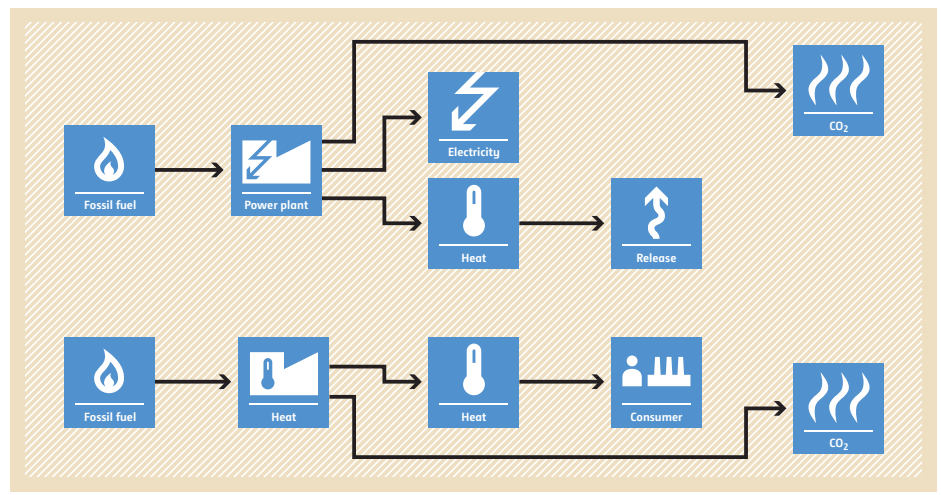 CO₂
Electricity
Fossil fuel
Power plant
Heat
Release
Fossil fuel
Heat
Heat
Consumer
CO₂